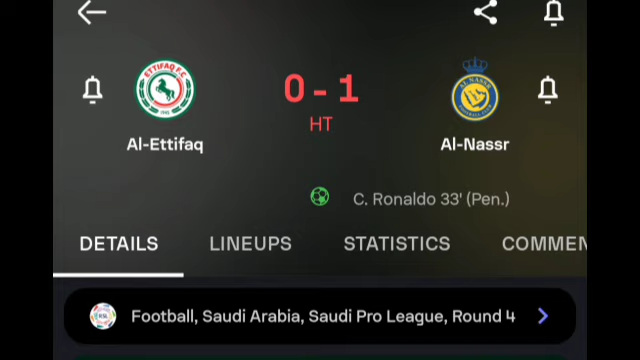 0 - 1
HT
ETTIFAQ F.C
Al-Ettifaq
Al-Nassr
C. Ronaldo 33' (Pen.)
DETAILS LINEUPS STATISTICS COMMEN
Football, Saudi Arabia, Saudi Pro League, Round 4